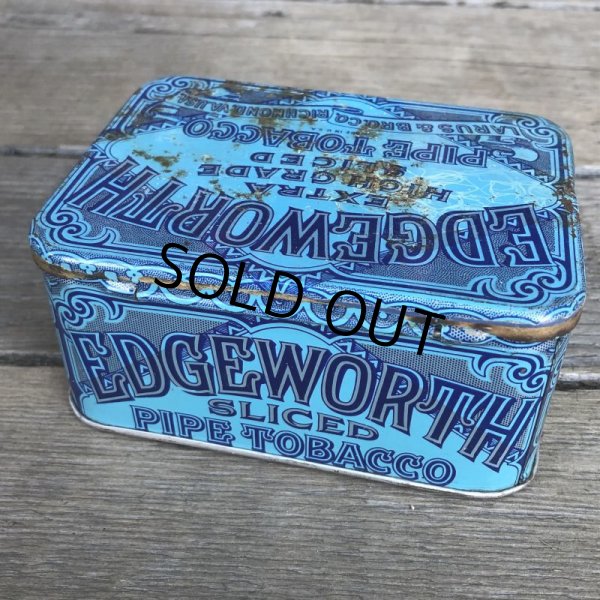 LARUS & BRO. CO. RICHMOND, VA. U.S.A.
PIPE TOBACCO
SLICED
HIGH GRADE
EXTRA
EDGEWORTH
SOLD OUT
EDGEWORTH
SLICED
PIPE TOBACCO